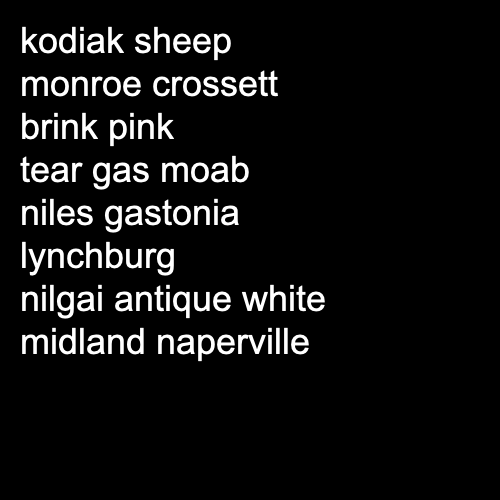 kodiak sheep
monroe crossett
brink pink
tear gas moab
niles gastonia
lynchburg
nilgai antique white
midland naperville